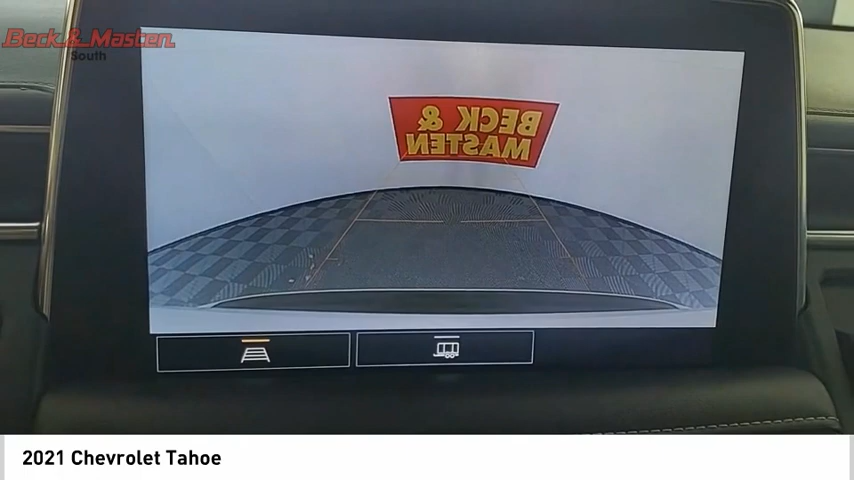 Beck & Masten
South
BECK &
MASTEN
2021 Chevrolet Tahoe